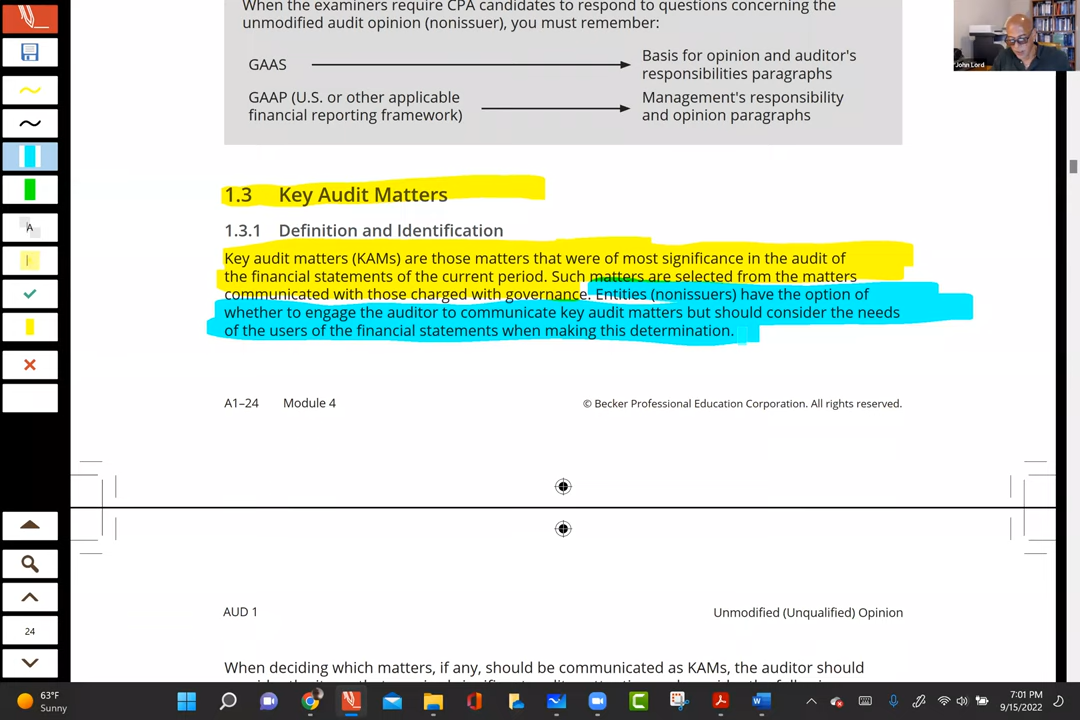 When the examiners require CPA candidates to respond to questions concerning the
unmodified audit opinion (nonissuer), you must remember:
GAAS
Basis for opinion and auditor's
responsibilities paragraphs
GAAP (U.S. or other applicable
financial reporting framework)
Management's responsibility
and opinion paragraphs
John Lord
1.3 Key Audit Matters
1.3.1 Definition and Identification
Key audit matters (KAMs) are those matters that were of most significance in the audit of
the financial statements of the current period. Such matters are selected from the matters
communicated with those charged with governance. Entities (nonissuers) have the option of
whether to engage the auditor to communicate key audit matters but should consider the needs
of the users of the financial statements when making this determination.
A1–24 Module 4
© Becker Professional Education Corporation. All rights reserved.
AUD 1
Unmodified (Unqualified) Opinion
When deciding which matters, if any, should be communicated as KAMs, the auditor should
A
24
63°F
Sunny
7:01 PM
9/15/2022